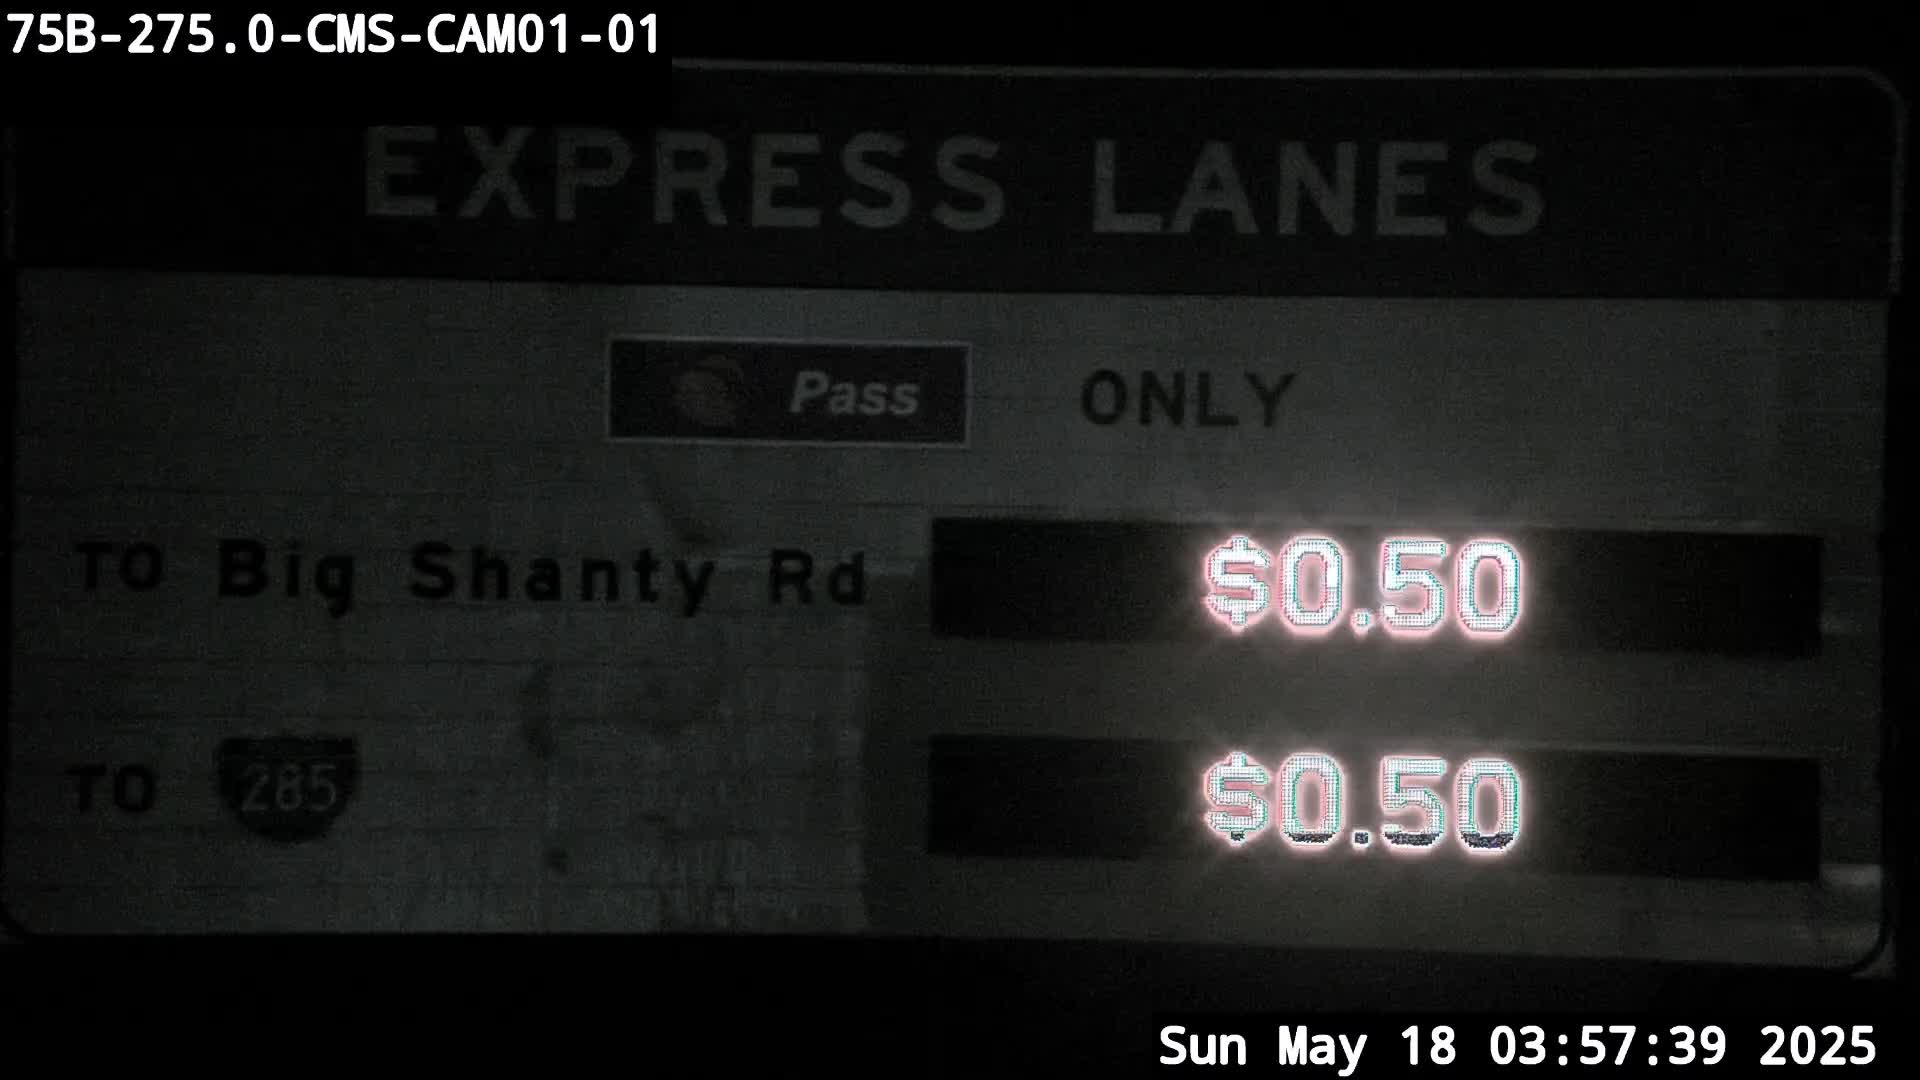 75B-275.0-CMS-CAM01-01
EXPRESS LANES
Pass ONLY
TO Big Shanty Rd $0.50
TO 285 $0.50
Sun May 18 03:57:39 2025